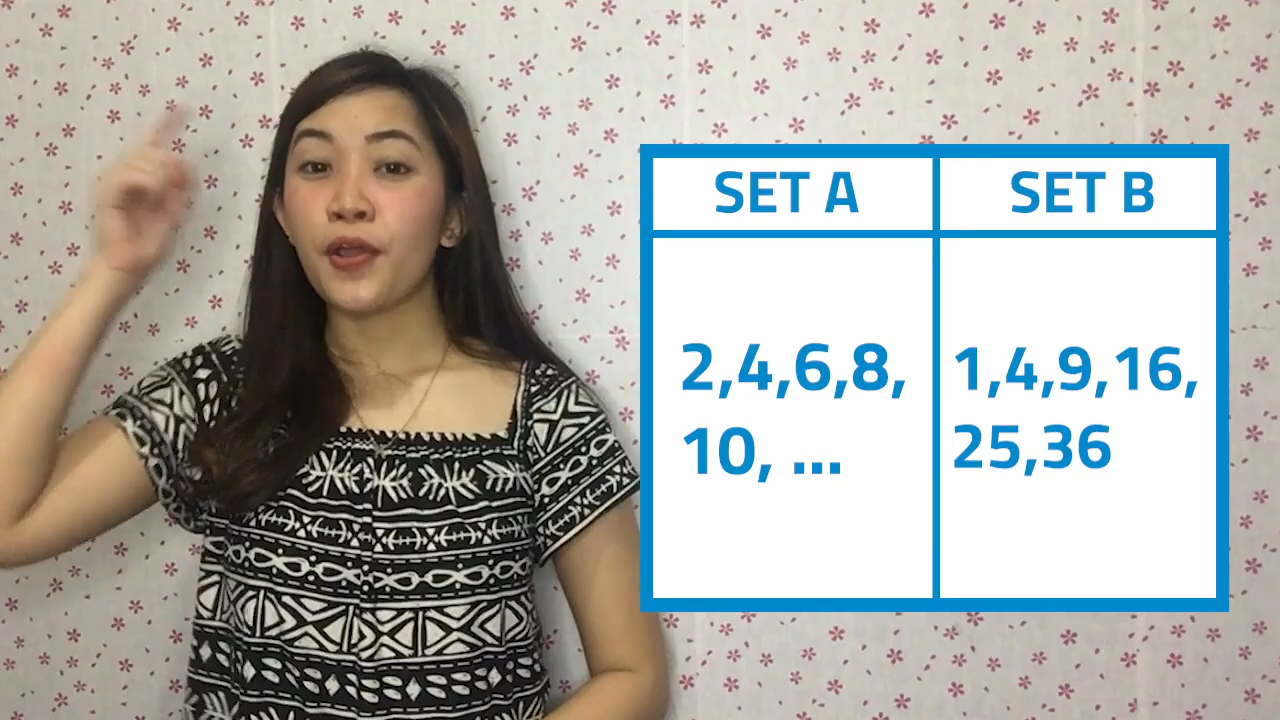 SET A
SET B
2,4,6,8,
10, ...
1,4,9,16,
25,36